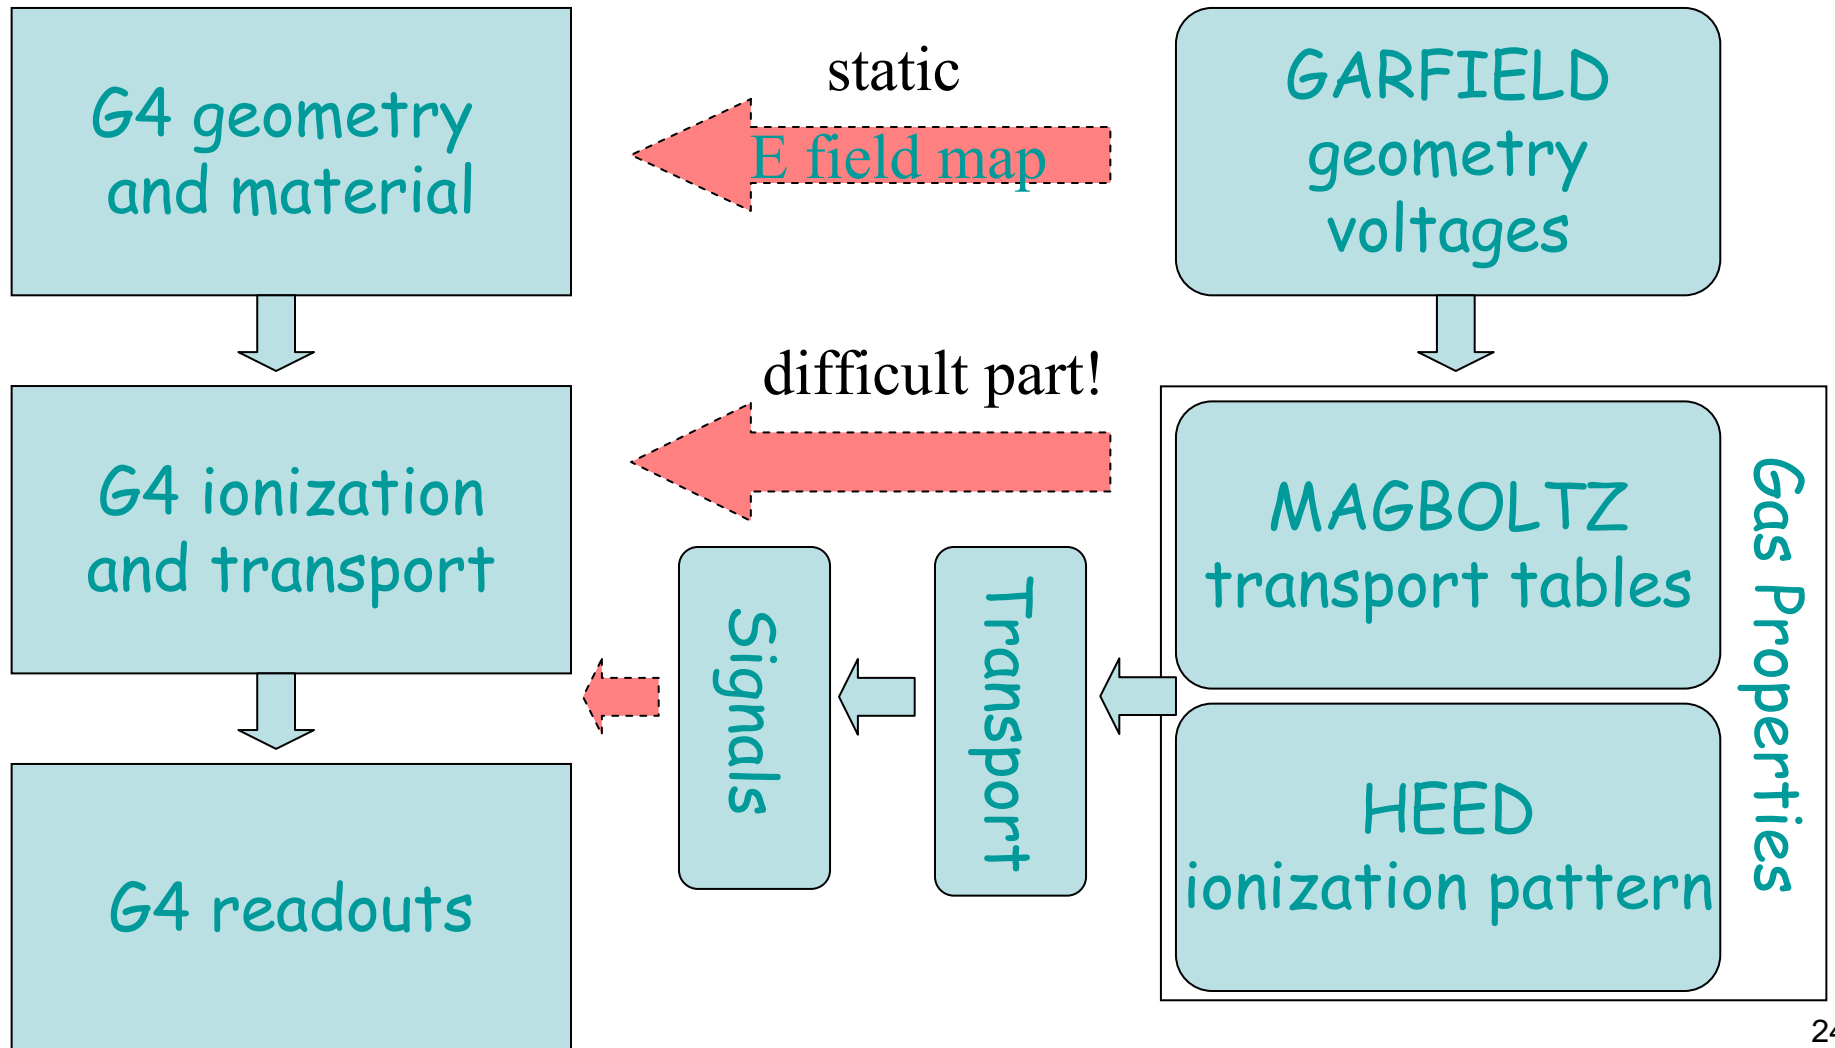 G4 geometry
and material
static
E field map
GARFIELD
geometry
voltages
difficult part!
G4 ionization
and transport
MAGBOLTZ
transport tables
Gas Properties
Signals
Transport
HEED
ionization pattern
G4 readouts
24